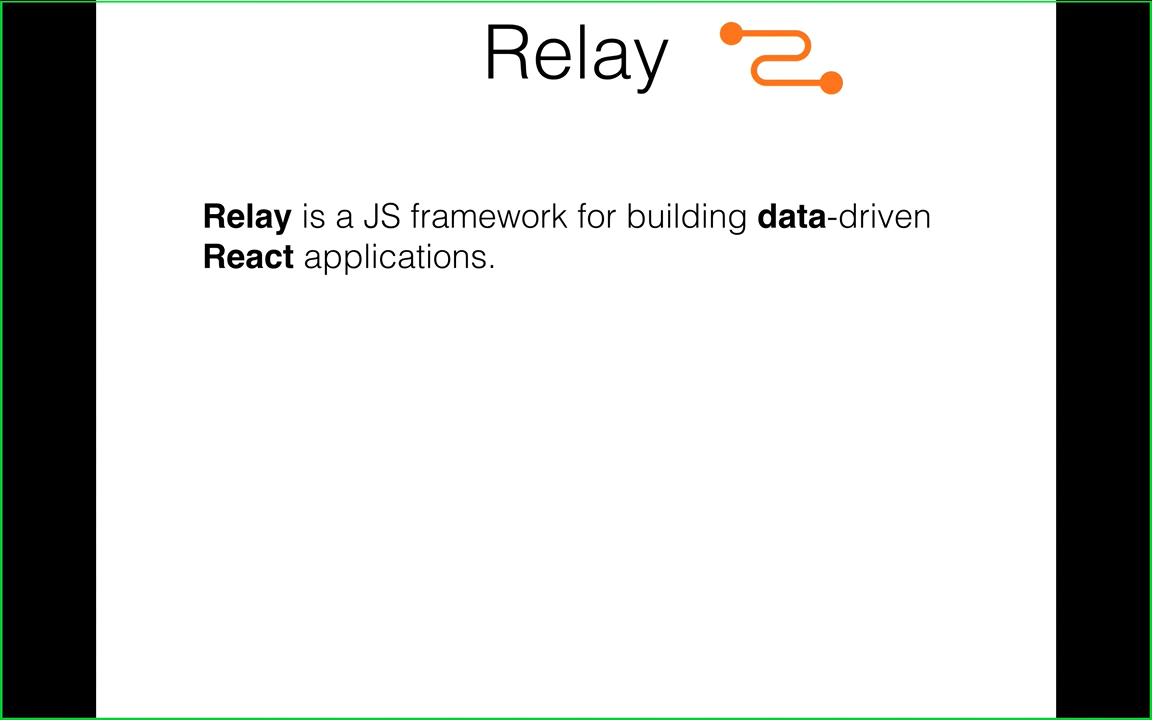 Relay
Relay is a JS framework for building data-driven
React applications.